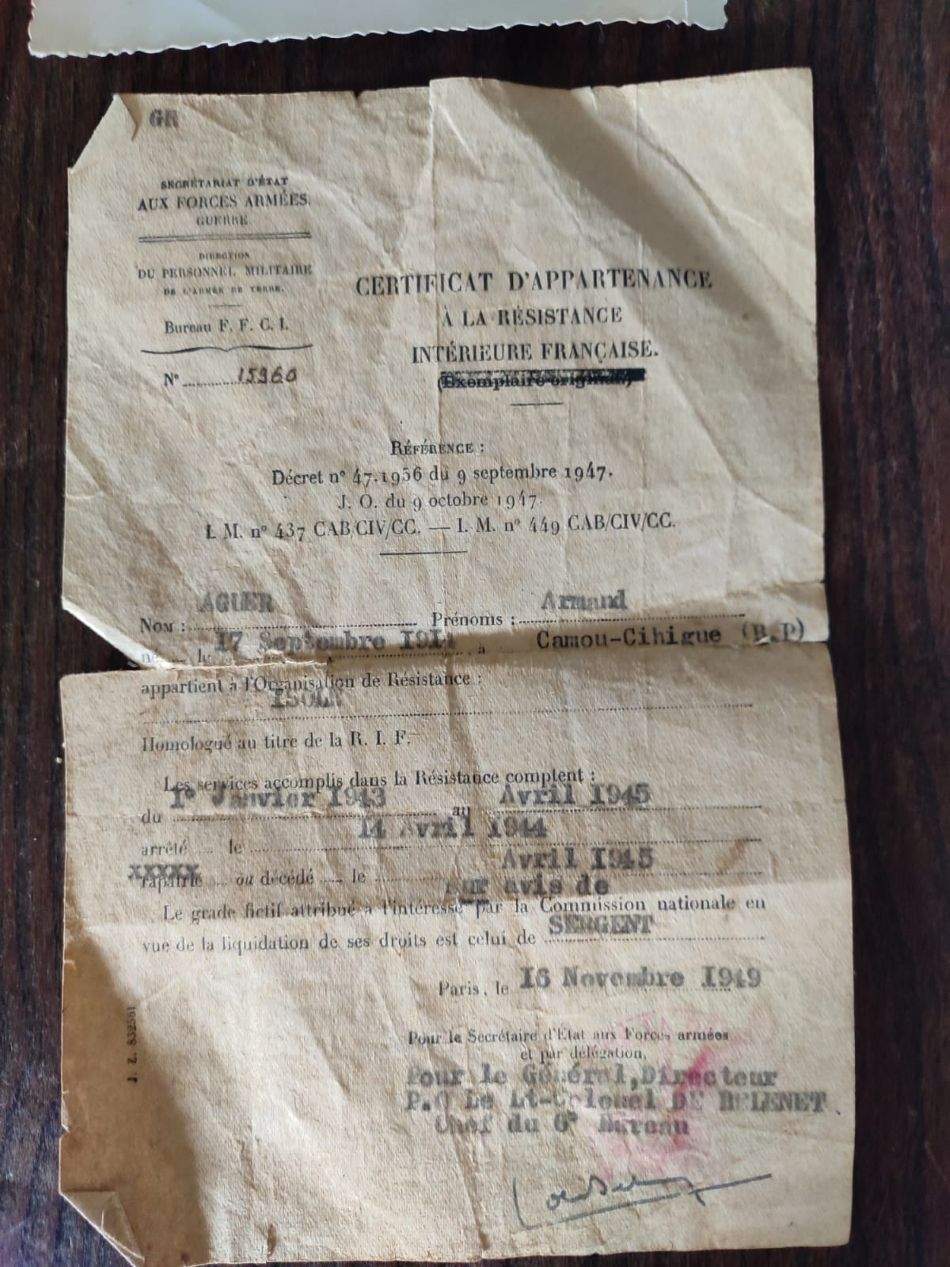 GR
SECRÉTARIAT D'ÉTAT
AUX FORCES ARMÉES.
GUERRE
DIRECTION
DU PERSONNEL MILITAIRE
DE L'ARMÉE DE TERRE.
Bureau F. F. C. I.
N° 15960
CERTIFICAT D'APPARTENANCE
À LA RÉSISTANCE
INTÉRIEURE FRANÇAISE.
(Exemplaire original)
RÉFÉRENCE :
Décret n° 47.1956 du 9 septembre 1947.
J. O. du 9 octobre 1947.
I. M. n° 437 CAB/CIV/CC. — I. M. n° 449 CAB/CIV/CC.
NOM : AGUER Prénoms : Armand
né le 17 Septembre à Camou-Cihigue (B.P)
appartient à l'Organisation de Résistance :
Homologué au titre de la R. I. F.
Les services accomplis dans la Résistance comptent :
du 1° Janvier 1943 au Avril 1945
arrêté le 14 Avril 1944
rapatrié ou décédé le Avril 1945
sur avis de
Le grade fictif attribué à l'intéressé par la Commission nationale en
vue de la liquidation de ses droits est celui de SERGENT
Paris, le 16 Novembre 1949
Pour le Secrétaire d'État aux Forces armées
et par délégation,
Pour le Général,Directeur
P.O Le Lt-Colonel DE BELENET
Chef du 6° Bureau
J. Z. 832561